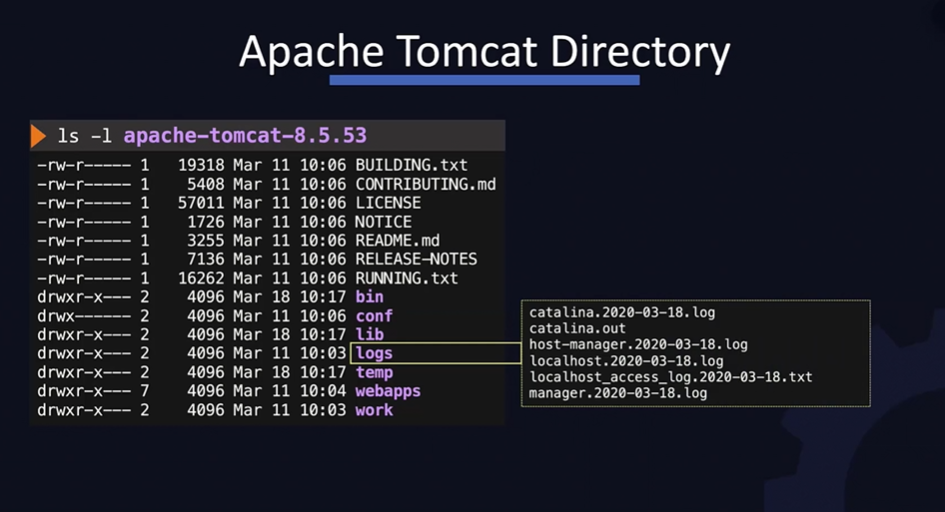 Apache Tomcat Directory
ls -l apache-tomcat-8.5.53
-rw-r----- 1 19318 Mar 11 10:06 BUILDING.txt
-rw-r----- 1 5408 Mar 11 10:06 CONTRIBUTING.md
-rw-r----- 1 57011 Mar 11 10:06 LICENSE
-rw-r----- 1 1726 Mar 11 10:06 NOTICE
-rw-r----- 1 3255 Mar 11 10:06 README.md
-rw-r----- 1 7136 Mar 11 10:06 RELEASE-NOTES
-rw-r----- 1 16262 Mar 11 10:06 RUNNING.txt
drwxr-x--- 2 4096 Mar 18 10:17 bin
drwx------ 2 4096 Mar 11 10:06 conf
drwxr-x--- 2 4096 Mar 18 10:17 lib
drwxr-x--- 2 4096 Mar 11 10:03 logs
drwxr-x--- 2 4096 Mar 18 10:17 temp
drwxr-x--- 7 4096 Mar 11 10:04 webapps
drwxr-x--- 2 4096 Mar 11 10:03 work
catalina.2020-03-18.log
catalina.out
host-manager.2020-03-18.log
localhost.2020-03-18.log
localhost_access_log.2020-03-18.txt
manager.2020-03-18.log